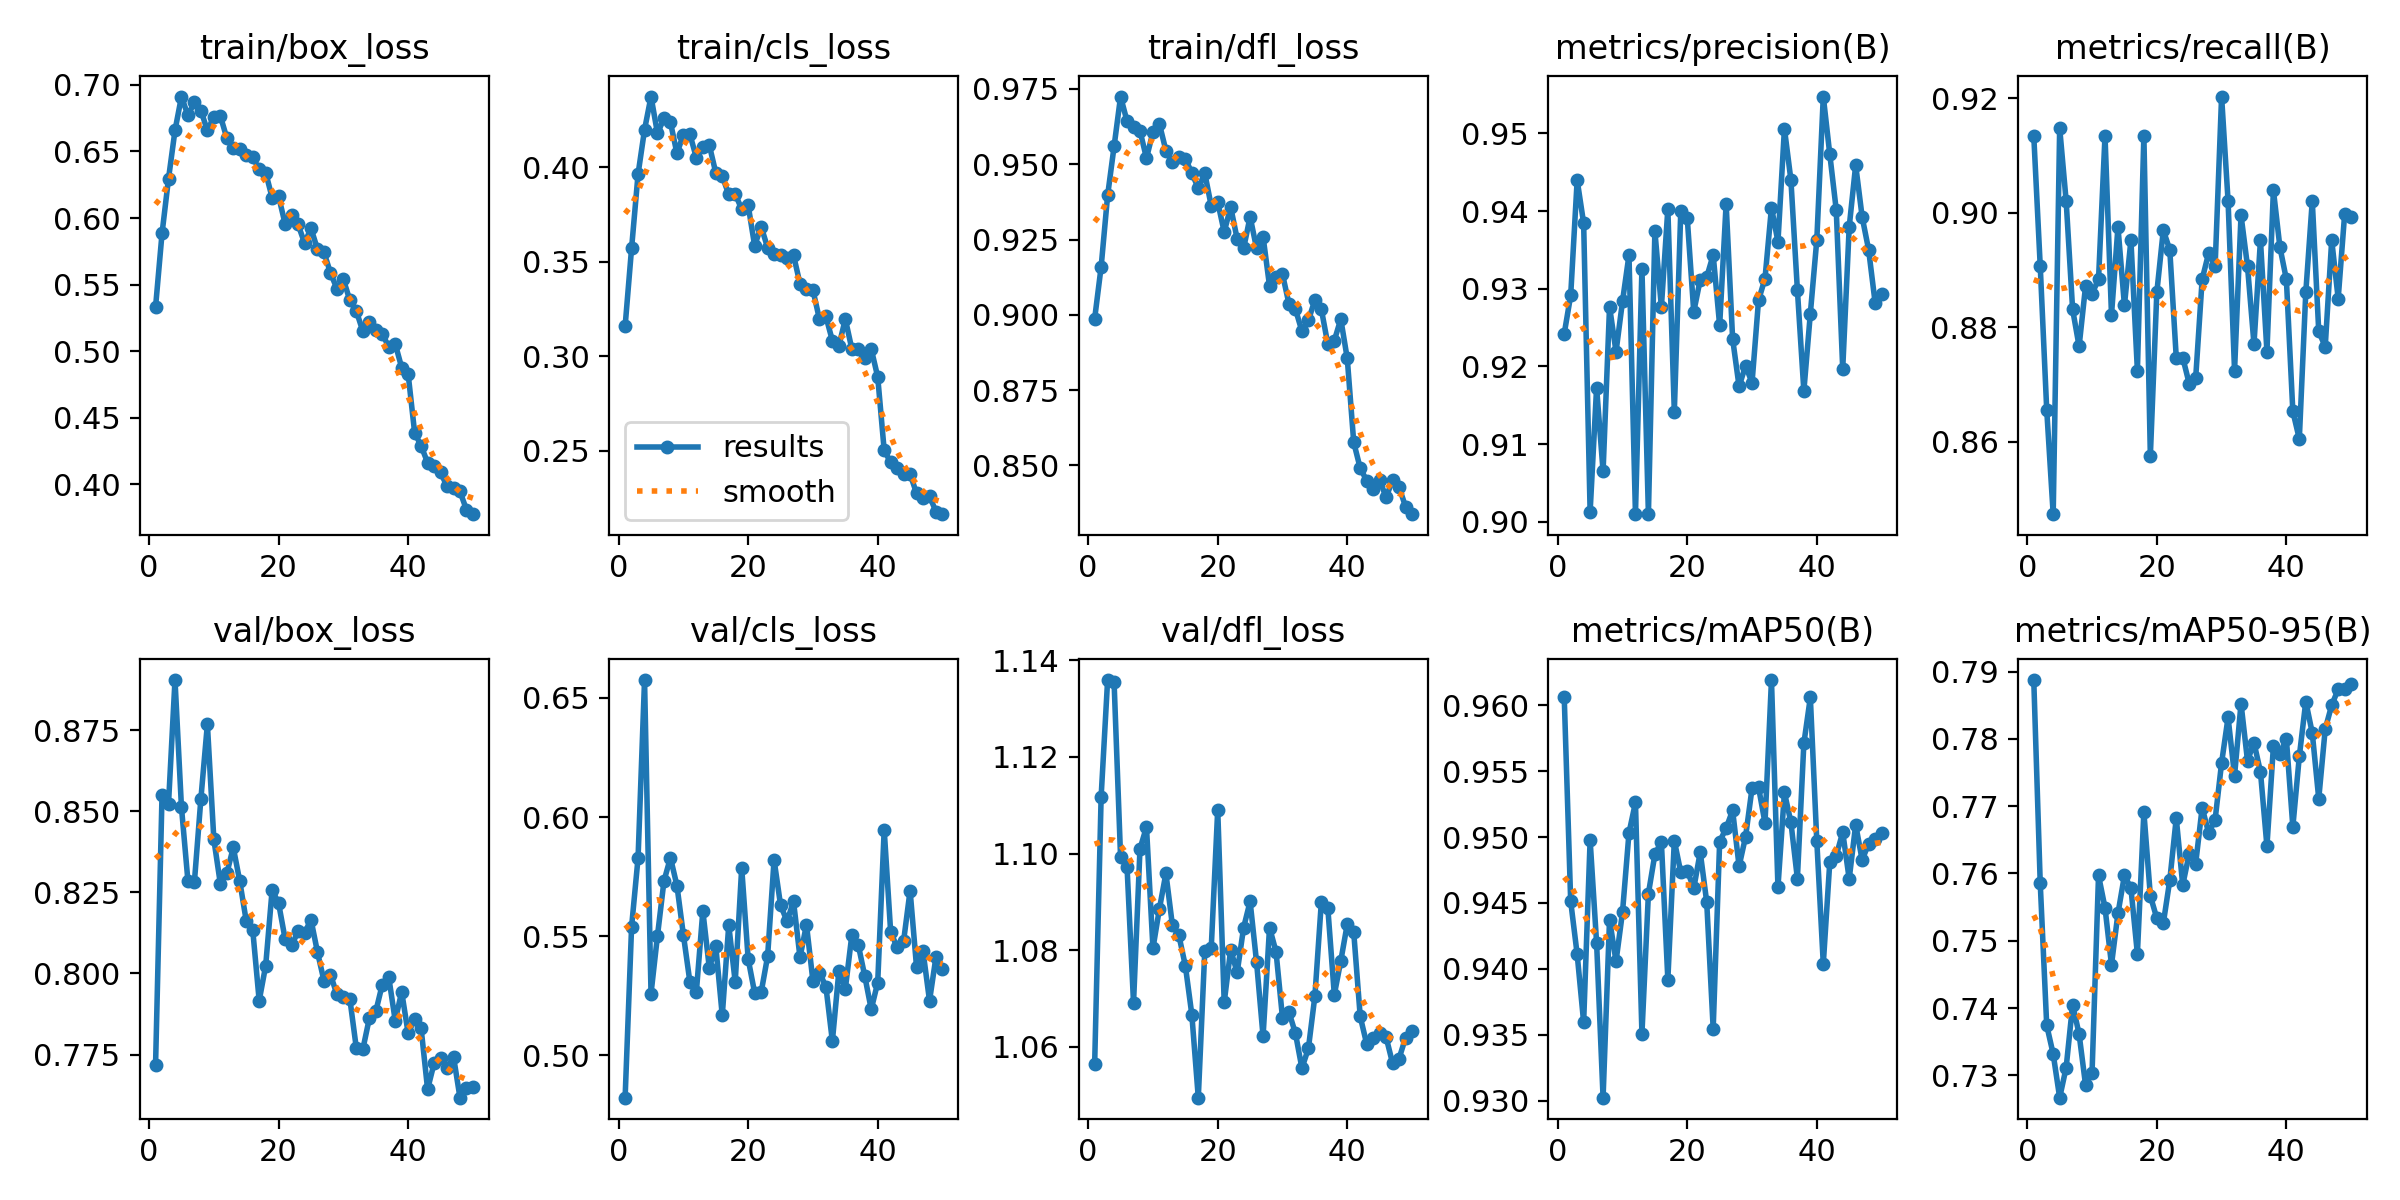 train/box_loss
train/cls_loss
train/dfl_loss
metrics/precision(B)
metrics/recall(B)
0.70
0.65
0.60
0.55
0.50
0.45
0.40
0 20 40
0.40
0.35
0.30
0.25
results
smooth
0 20 40
0.975
0.950
0.925
0.900
0.875
0.850
0 20 40
0.95
0.94
0.93
0.92
0.91
0.90
0 20 40
0.92
0.90
0.88
0.86
0 20 40
val/box_loss
val/cls_loss
val/dfl_loss
metrics/mAP50(B)
metrics/mAP50-95(B)
0.875
0.850
0.825
0.800
0.775
0 20 40
0.65
0.60
0.55
0.50
0 20 40
1.14
1.12
1.10
1.08
1.06
0 20 40
0.960
0.955
0.950
0.945
0.940
0.935
0.930
0 20 40
0.79
0.78
0.77
0.76
0.75
0.74
0.73
0 20 40